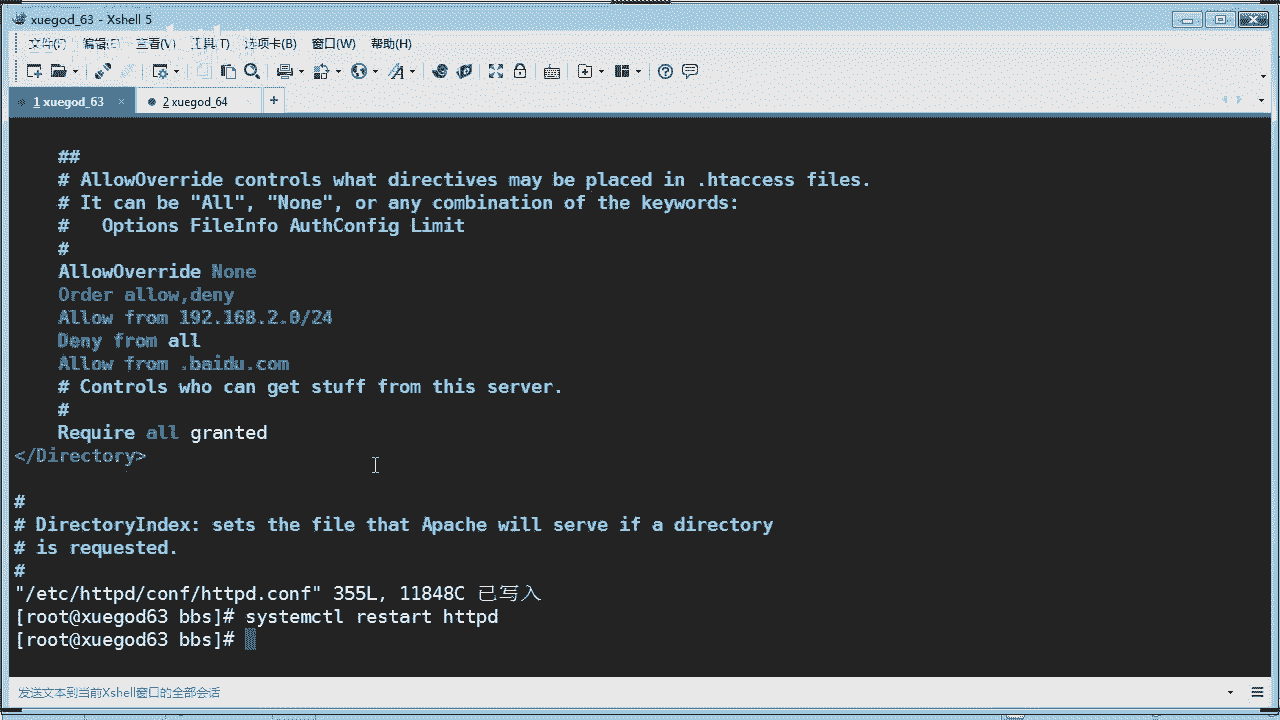 xuegod_63 - Xshell 5
文件(F) 编辑(E) 查看(V) 工具(T) 选项卡(B) 窗口(W) 帮助(H)
1 xuegod_63 × 2 xuegod_64 +
##
# AllowOverride controls what directives may be placed in .htaccess files.
# It can be "All", "None", or any combination of the keywords:
#   Options FileInfo AuthConfig Limit
#
AllowOverride None
Order allow,deny
Allow from 192.168.2.0/24
Deny from all
Allow from .baidu.com
# Controls who can get stuff from this server.
#
Require all granted
</Directory>
#
# DirectoryIndex: sets the file that Apache will serve if a directory
# is requested.
#
"/etc/httpd/conf/httpd.conf" 355L, 11848C 已写入
[root@xuegod63 bbs]# systemctl restart httpd
[root@xuegod63 bbs]#
发送文本到当前Xshell窗口的全部会话